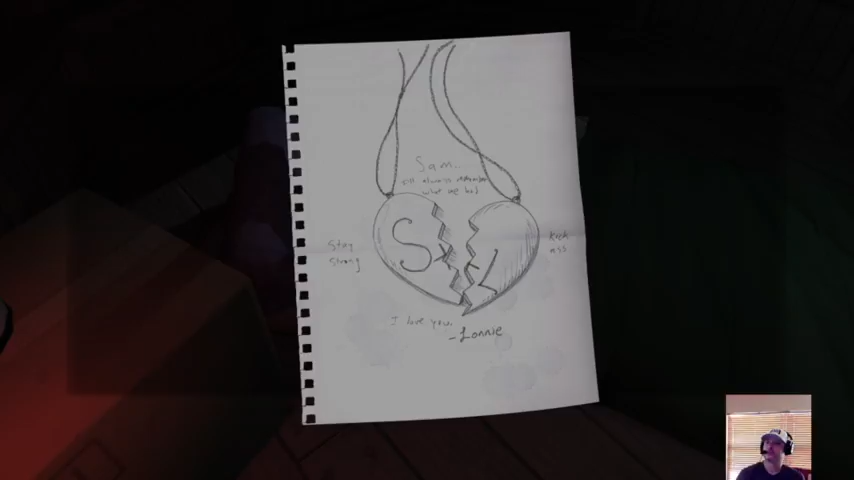 Sam...
I'll always remember
what we had
S + L
Stay
Strong
Kick
ass
I love you.
-Lonnie